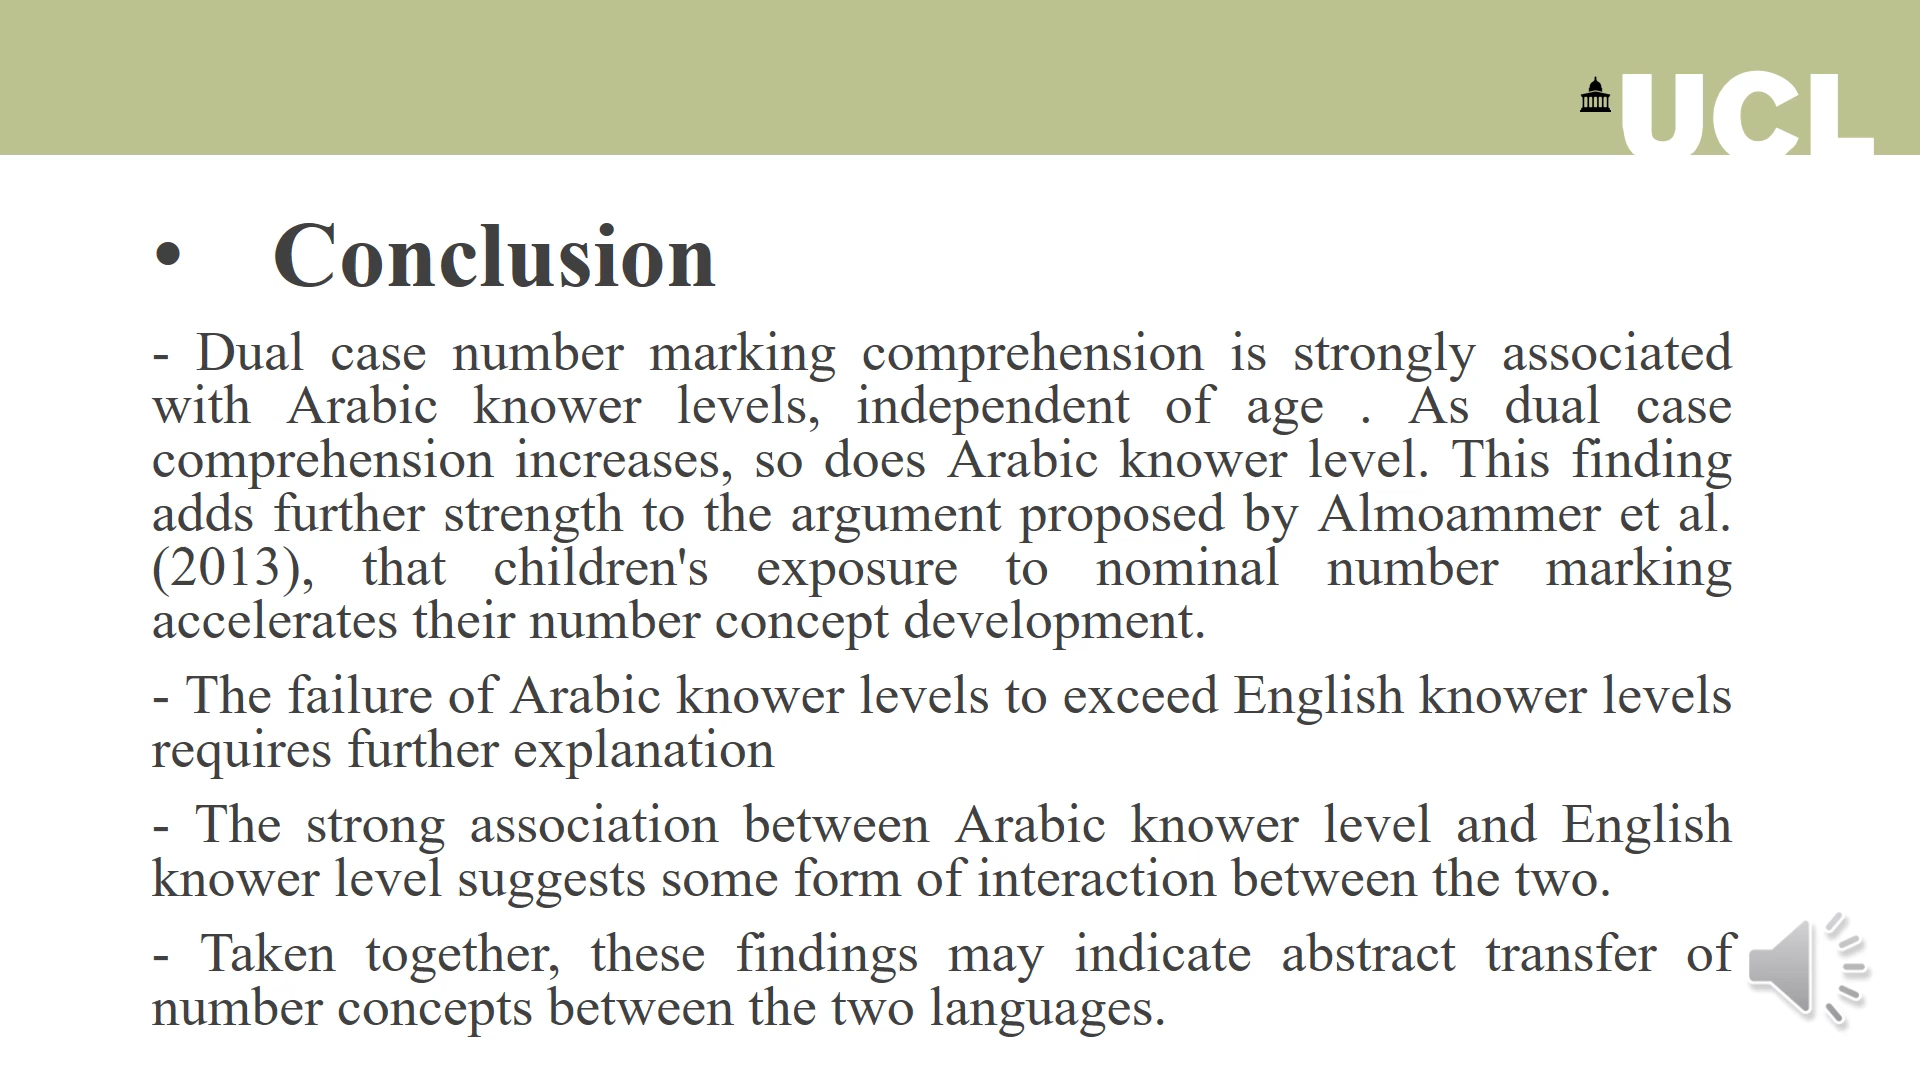 UCL
• Conclusion
- Dual case number marking comprehension is strongly associated
with Arabic knower levels, independent of age . As dual case
comprehension increases, so does Arabic knower level. This finding
adds further strength to the argument proposed by Almoammer et al.
(2013), that children's exposure to nominal number marking
accelerates their number concept development.
- The failure of Arabic knower levels to exceed English knower levels
requires further explanation
- The strong association between Arabic knower level and English
knower level suggests some form of interaction between the two.
- Taken together, these findings may indicate abstract transfer of
number concepts between the two languages.